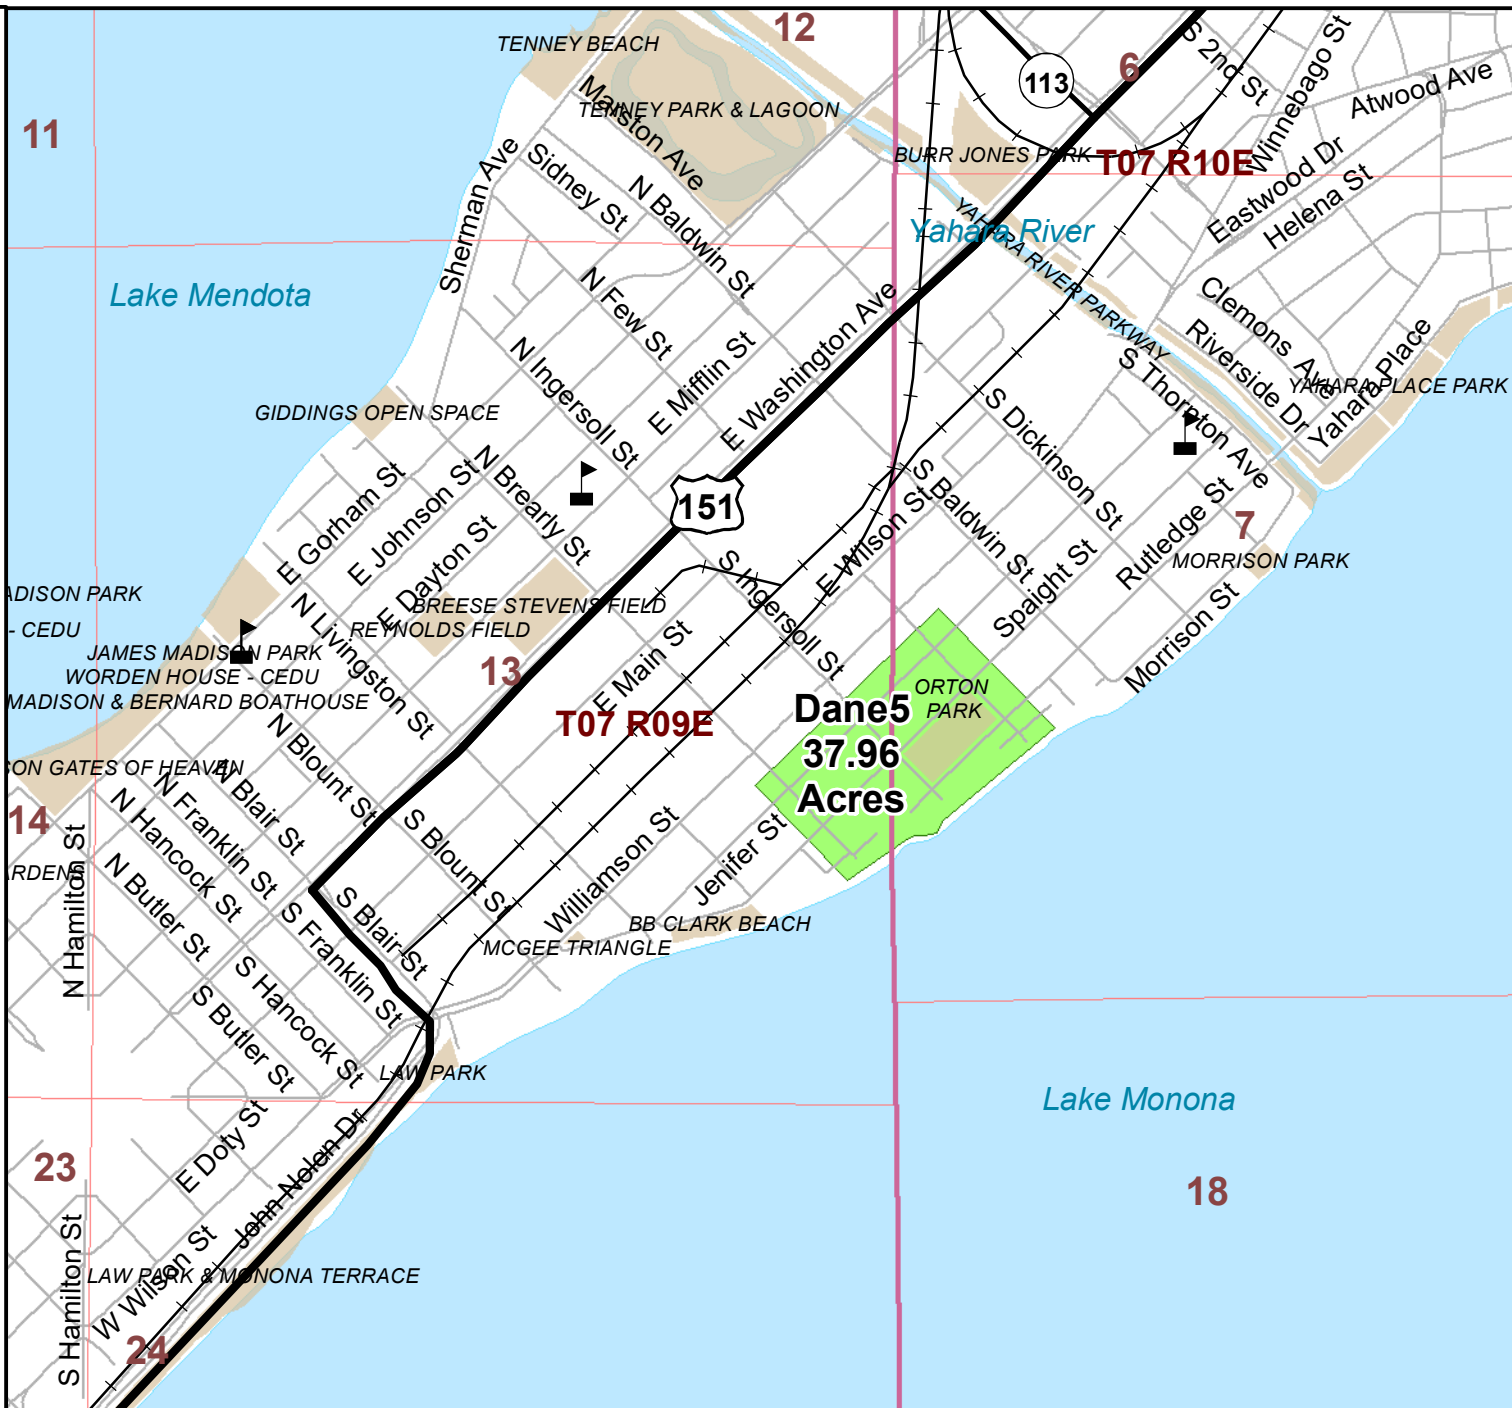 12
TENNEY BEACH
6
S 2nd St
Winnebago St
Atwood Ave
113
Marston Ave
TENNEY PARK & LAGOON
11
Sherman Ave
Sidney St
BURR JONES PARK
T07 R10E
Eastwood Dr
Helena St
N Baldwin St
Yahara River
YAHARA RIVER PARKWAY
Lake Mendota
N Few St
E Mifflin St
E Washington Ave
Clemons Ave
Riverside Dr
Yahara Place
YAHARA PLACE PARK
N Ingersoll St
S Thornton Ave
GIDDINGS OPEN SPACE
S Dickinson St
E Gorham St
E Johnson St
N Brearly St
E Dayton St
151
S Baldwin St
E Wilson St
Rutledge St
7
Spaight St
MORRISON PARK
Morrison St
S Ingersoll St
ADISON PARK
- CEDU
BREESE STEVENS FIELD
REYNOLDS FIELD
N Livingston St
JAMES MADISON PARK
WORDEN HOUSE - CEDU
MADISON & BERNARD BOATHOUSE
13
E Main St
T07 R09E
ORTON
PARK
Dane5
37.96
Acres
N Blount St
SON GATES OF HEAVEN
N Blair St
N Franklin St
N Hancock St
14
N Hamilton St
N Butler St
ARDENS
S Blount St
Williamson St
Jenifer St
S Blair St
S Franklin St
BB CLARK BEACH
MCGEE TRIANGLE
S Hancock St
S Butler St
LAW PARK
Lake Monona
E Doty St
John Nolen Dr
23
18
S Hamilton St
W Wilson St
LAW PARK & MONONA TERRACE
24